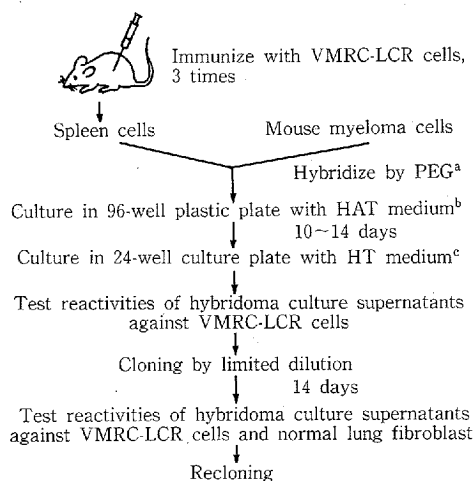 Immunize with VMRC-LCR cells,
3 times
Spleen cells
Mouse myeloma cells
Hybridize by PEGᵃ
Culture in 96-well plastic plate with HAT mediumᵇ
10~14 days
Culture in 24-well culture plate with HT mediumᶜ
Test reactivities of hybridoma culture supernatants
against VMRC-LCR cells
Cloning by limited dilution
14 days
Test reactivities of hybridoma culture supernatants
against VMRC-LCR cells and normal lung fibroblast
Recloning